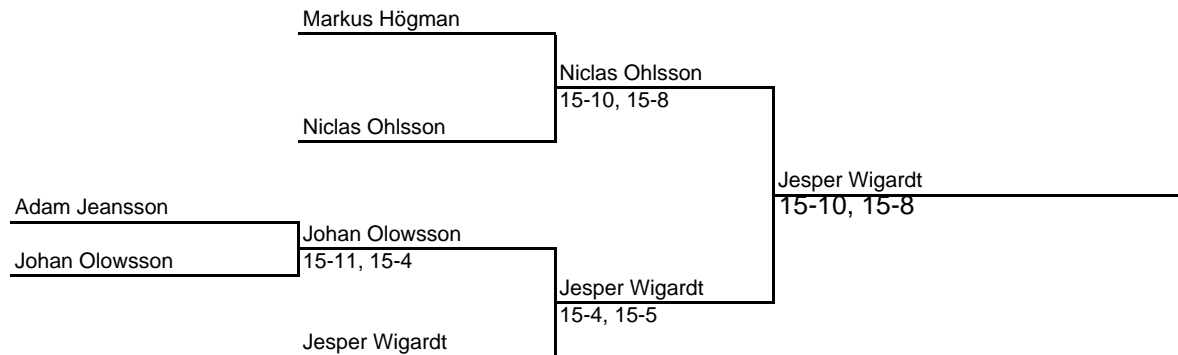 Markus Högman
Niclas Ohlsson
15-10, 15-8
Niclas Ohlsson
Jesper Wigardt
15-10, 15-8
Adam Jeansson
Johan Olowsson
Johan Olowsson
15-11, 15-4
Jesper Wigardt
15-4, 15-5
Jesper Wigardt